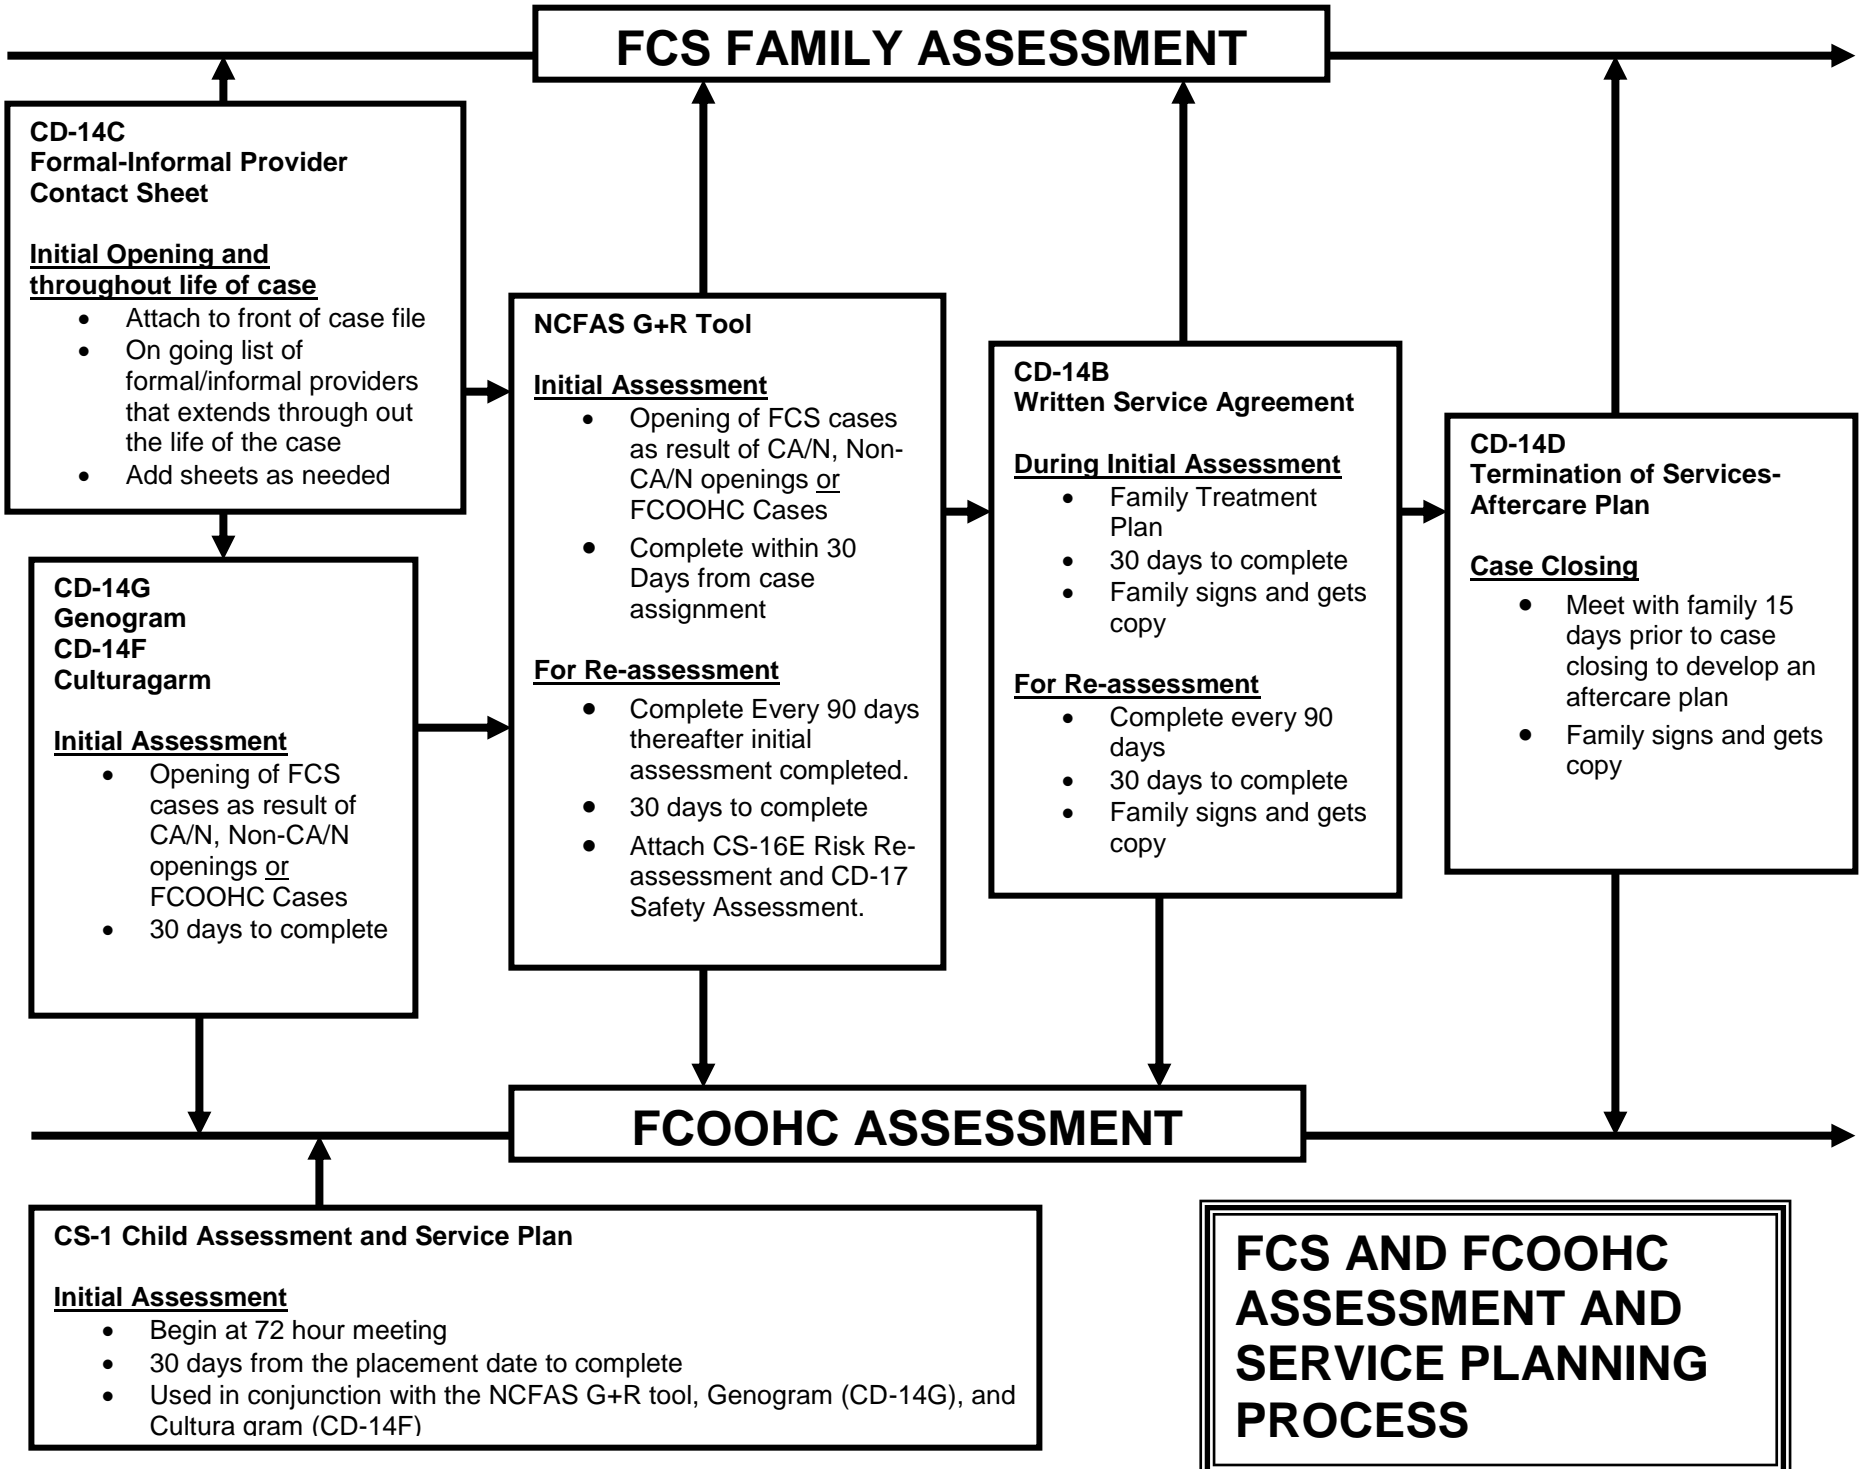 FCS FAMILY ASSESSMENT
CD-14C
Formal-Informal Provider
Contact Sheet
Initial Opening and
throughout life of case
• Attach to front of case file
• On going list of
formal/informal providers
that extends through out
the life of the case
• Add sheets as needed
CD-14G
Genogram
CD-14F
Culturagarm
Initial Assessment
• Opening of FCS
cases as result of
CA/N, Non-CA/N
openings or
FCOOHC Cases
• 30 days to complete
NCFAS G+R Tool
Initial Assessment
• Opening of FCS cases
as result of CA/N, Non-
CA/N openings or
FCOOHC Cases
• Complete within 30
Days from case
assignment
For Re-assessment
• Complete Every 90 days
thereafter initial
assessment completed.
• 30 days to complete
• Attach CS-16E Risk Re-
assessment and CD-17
Safety Assessment.
CD-14B
Written Service Agreement
During Initial Assessment
• Family Treatment
Plan
• 30 days to complete
• Family signs and gets
copy
For Re-assessment
• Complete every 90
days
• 30 days to complete
• Family signs and gets
copy
CD-14D
Termination of Services-
Aftercare Plan
Case Closing
• Meet with family 15
days prior to case
closing to develop an
aftercare plan
• Family signs and gets
copy
FCOOHC ASSESSMENT
CS-1 Child Assessment and Service Plan
Initial Assessment
• Begin at 72 hour meeting
• 30 days from the placement date to complete
• Used in conjunction with the NCFAS G+R tool, Genogram (CD-14G), and
Cultura gram (CD-14F)
FCS AND FCOOHC
ASSESSMENT AND
SERVICE PLANNING
PROCESS